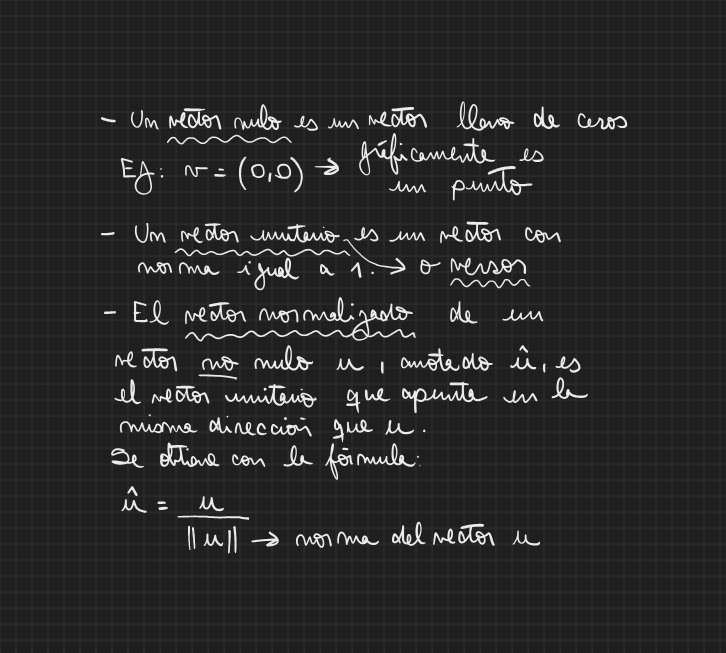 - Un vector nulo es un vector lleno de ceros
Ej: v = (0,0) → gráficamente es
un punto
- Un vector unitario es un vector con
norma igual a 1. → o versor
- El vector normalizado de un
vector no nulo u, anotado û, es
el vector unitario que apunta en la
misma dirección que u.
Se obtiene con la fórmula:
û = u
||u|| → norma del vector u